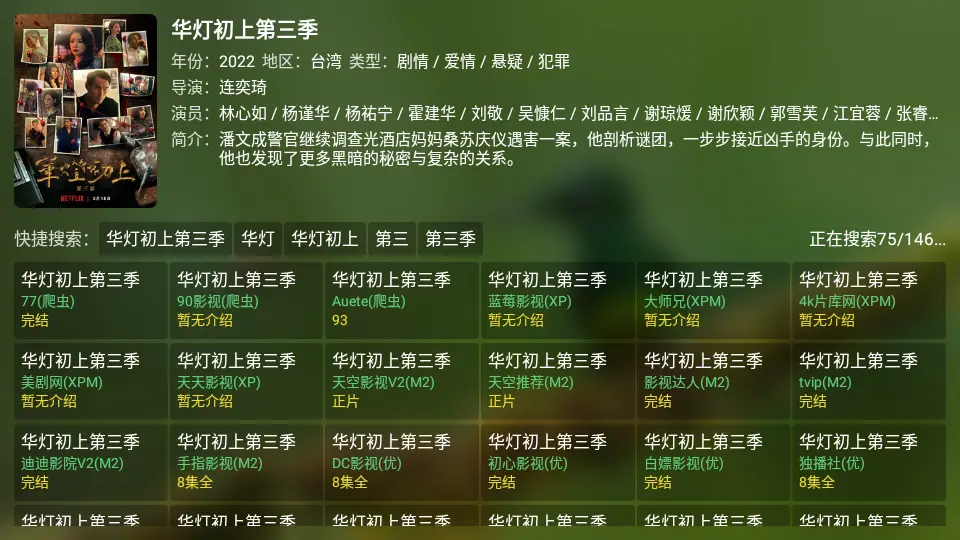 华灯初上第三季
年份：2022 地区：台湾 类型：剧情 / 爱情 / 悬疑 / 犯罪
导演：连奕琦
演员：林心如 / 杨谨华 / 杨祐宁 / 霍建华 / 刘敬 / 吴慷仁 / 刘品言 / 谢琼煖 / 谢欣颖 / 郭雪芙 / 江宜蓉 / 张睿…
简介：潘文成警官继续调查光酒店妈妈桑苏庆仪遇害一案，他剖析谜团，一步步接近凶手的身份。与此同时，
他也发现了更多黑暗的秘密与复杂的关系。
華燈初上
NETFLIX
快捷搜索： 华灯初上第三季 华灯 华灯初上 第三 第三季 正在搜索75/146...
华灯初上第三季 华灯初上第三季 华灯初上第三季 华灯初上第三季 华灯初上第三季 华灯初上第三季
77(爬虫) 90影视(爬虫) Auete(爬虫) 蓝莓影视(XP) 大师兄(XPM) 4k片库网(XPM)
完结 暂无介绍 93 暂无介绍 暂无介绍 暂无介绍
华灯初上第三季 华灯初上第三季 华灯初上第三季 华灯初上第三季 华灯初上第三季 华灯初上第三季
美剧网(XPM) 天天影视(XP) 天空影视V2(M2) 天空推荐(M2) 影视达人(M2) tvip(M2)
暂无介绍 暂无介绍 正片 正片 完结 完结
华灯初上第三季 华灯初上第三季 华灯初上第三季 华灯初上第三季 华灯初上第三季 华灯初上第三季
迪迪影院V2(M2) 手指影视(M2) DC影视(优) 初心影视(优) 白嫖影视(优) 独播社(优)
完结 8集全 8集全 完结 完结 8集全
华灯初上第三季 华灯初上第三季 华灯初上第三季 华灯初上第三季 华灯初上第三季 华灯初上第三季